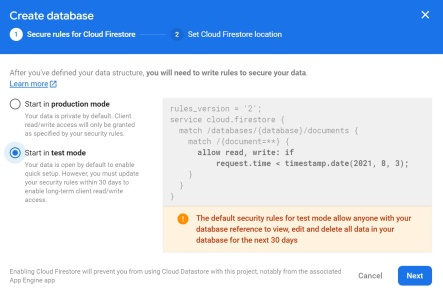 Create database
1 Secure rules for Cloud Firestore 2 Set Cloud Firestore location
After you've defined your data structure, you will need to write rules to secure your data.
Learn more
Start in production mode
Your data is private by default. Client
read/write access will only be granted
as specified by your security rules.
Start in test mode
Your data is open by default to enable
quick setup. However, you must update
your security rules within 30 days to
enable long-term client read/write
access.
rules_version = '2';
service cloud.firestore {
match /databases/{database}/documents {
match /{document=**} {
allow read, write: if
request.time < timestamp.date(2021, 8, 3);
}
}
}
! The default security rules for test mode allow anyone with your
database reference to view, edit and delete all data in your
database for the next 30 days
Enabling Cloud Firestore will prevent you from using Cloud Datastore with this project, notably from the associated
App Engine app
Cancel Next